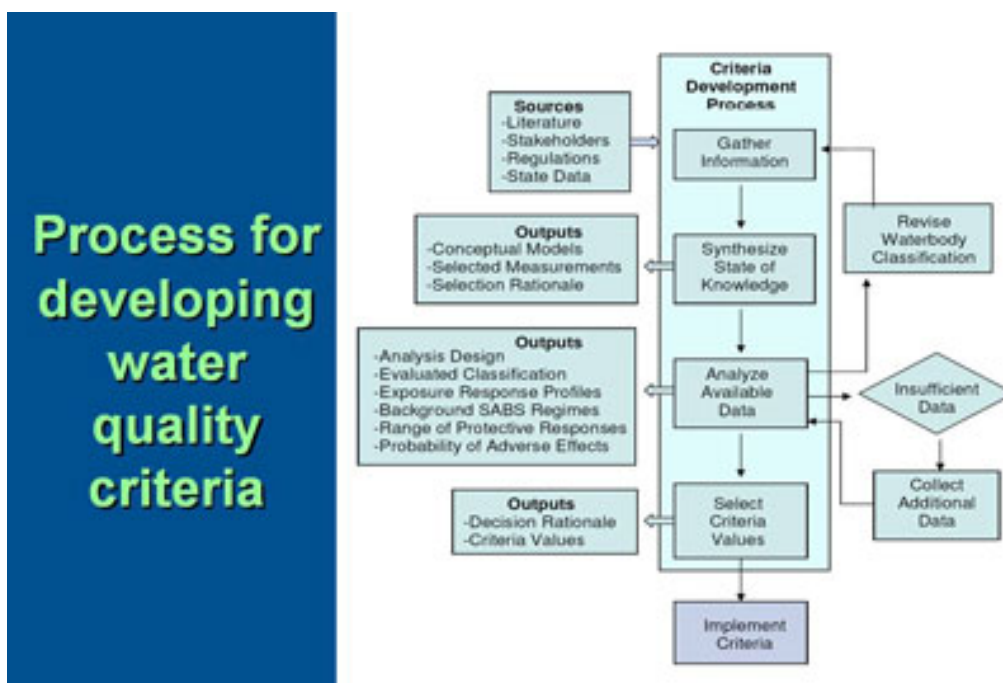 Process for
developing
water
quality
criteria
Criteria
Development
Process
Sources
-Literature
-Stakeholders
-Regulations
-State Data
Gather
Information
Outputs
-Conceptual Models
-Selected Measurements
-Selection Rationale
Synthesize
State of
Knowledge
Revise
Waterbody
Classification
Outputs
-Analysis Design
-Evaluated Classification
-Exposure Response Profiles
-Background SABS Regimes
-Range of Protective Responses
-Probability of Adverse Effects
Analyze
Available
Data
Insufficient
Data
Collect
Additional
Data
Outputs
-Decision Rationale
-Criteria Values
Select
Criteria
Values
Implement
Criteria